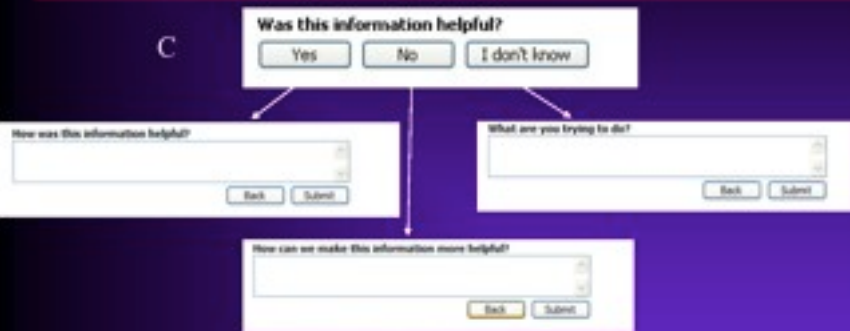 C
Was this information helpful?
Yes No I don't know
How was this information helpful?
Back Submit
What are you trying to do?
Back Submit
How can we make this information more helpful?
Back Submit